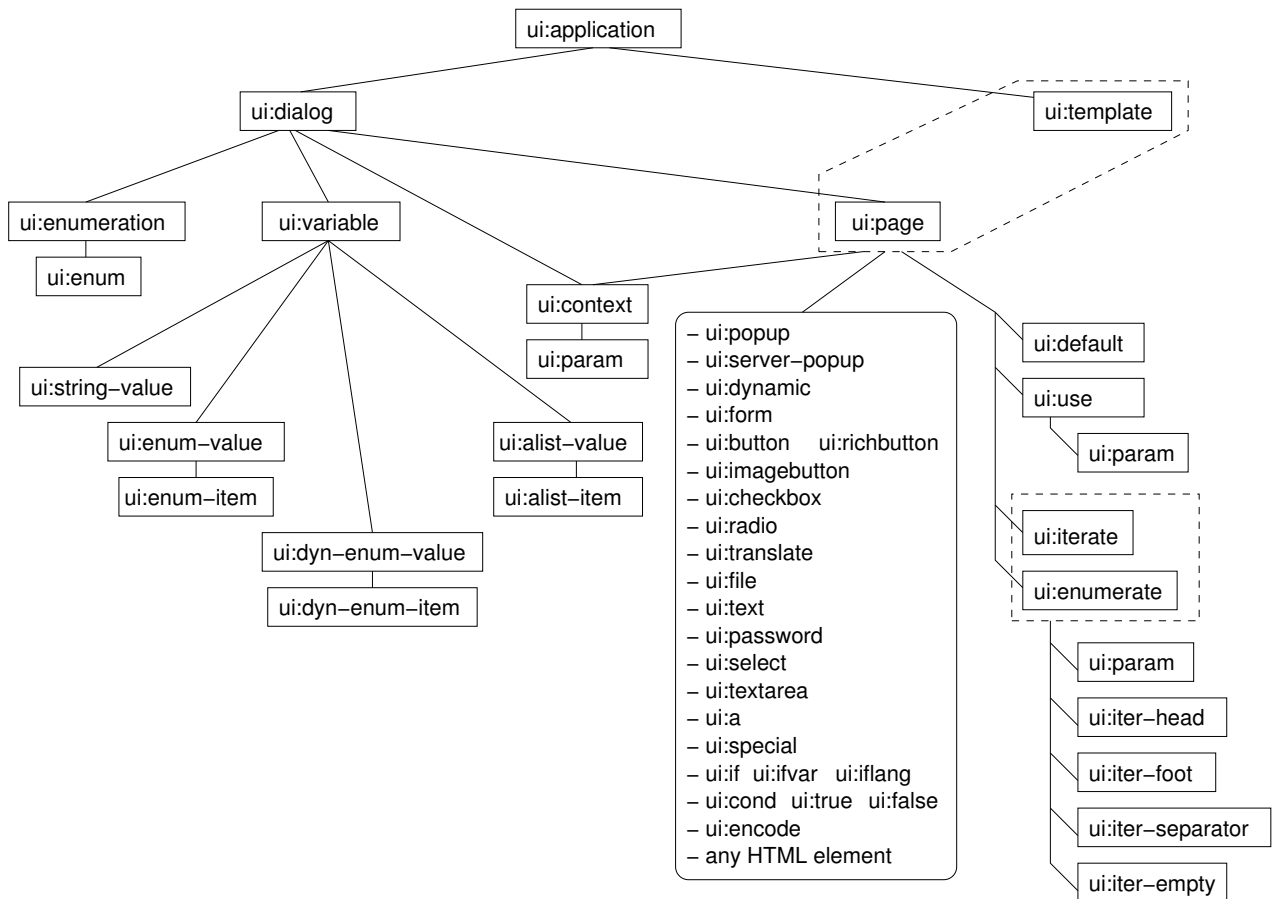 ui:application
ui:dialog
ui:template
ui:enumeration
ui:variable
ui:page
ui:enum
ui:context
ui:param
ui:string−value
ui:enum−value
ui:enum−item
ui:alist−value
ui:alist−item
ui:dyn−enum−value
ui:dyn−enum−item
− ui:popup
− ui:server−popup
− ui:dynamic
− ui:form
− ui:button ui:richbutton
− ui:imagebutton
− ui:checkbox
− ui:radio
− ui:translate
− ui:file
− ui:text
− ui:password
− ui:select
− ui:textarea
− ui:a
− ui:special
− ui:if ui:ifvar ui:iflang
− ui:cond ui:true ui:false
− ui:encode
− any HTML element
ui:default
ui:use
ui:param
ui:iterate
ui:enumerate
ui:param
ui:iter−head
ui:iter−foot
ui:iter−separator
ui:iter−empty